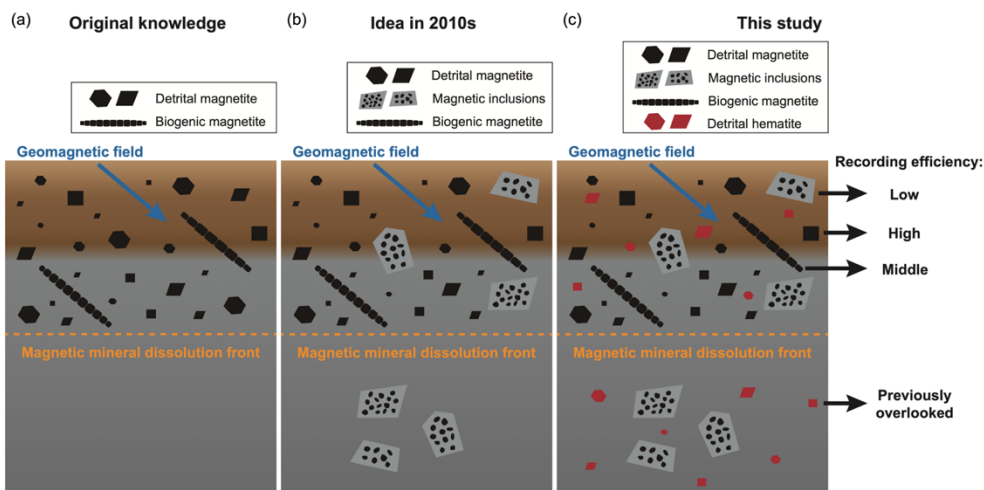 (a) Original knowledge
Detrital magnetite
Biogenic magnetite
Geomagnetic field
Magnetic mineral dissolution front
(b) Idea in 2010s
Detrital magnetite
Magnetic inclusions
Biogenic magnetite
Geomagnetic field
Magnetic mineral dissolution front
(c) This study
Detrital magnetite
Magnetic inclusions
Biogenic magnetite
Detrital hematite
Geomagnetic field
Magnetic mineral dissolution front
Recording efficiency:
Low
High
Middle
Previously
overlooked